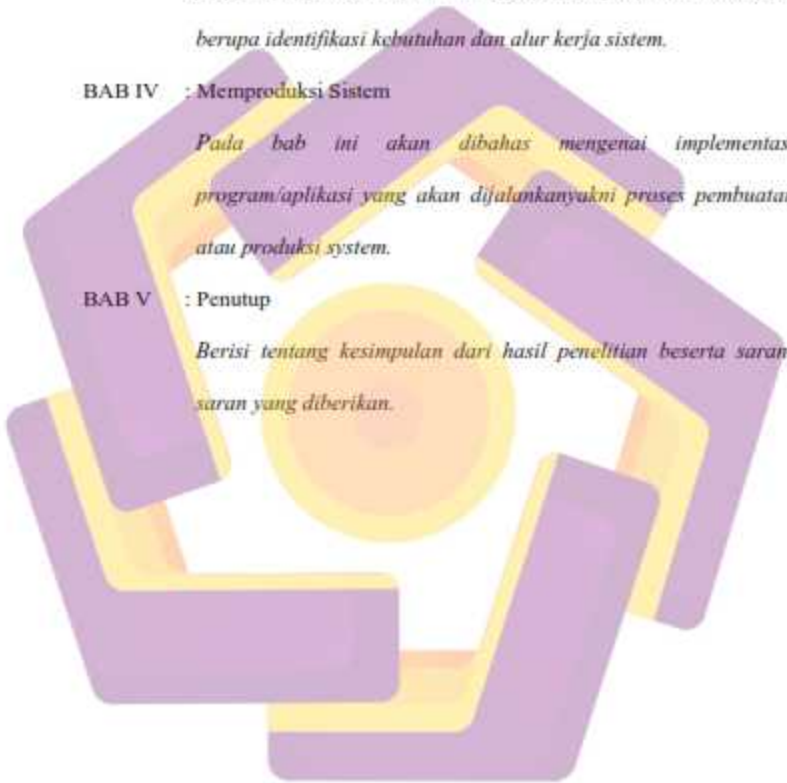 berupa identifikasi kebutuhan dan alur kerja sistem.
BAB IV : Memproduksi Sistem
Pada bab ini akan dibahas mengenai implementas
program/aplikasi yang akan dijalankanyakni proses pembuatan
atau produksi system.
BAB V : Penutup
Berisi tentang kesimpulan dari hasil penelitian beserta saran
saran yang diberikan.